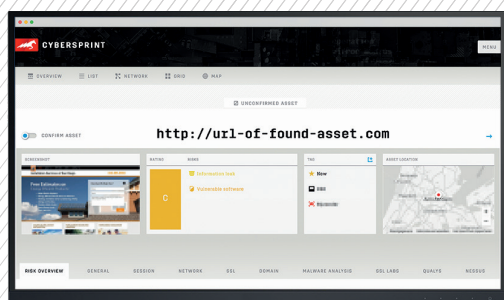 CYBERSPRINT
MENU
OVERVIEW LIST NETWORK GRID MAP
UNCONFIRMED ASSET
CONFIRM ASSET
http://url-of-found-asset.com
SCREENSHOT
RATING RISKS
TAG
ASSET LOCATION
C
Information leak
Vulnerable software
New
RISK OVERVIEW GENERAL SESSION NETWORK SSL DOMAIN MALWARE ANALYSIS SSL LABS QUALYS NESSUS